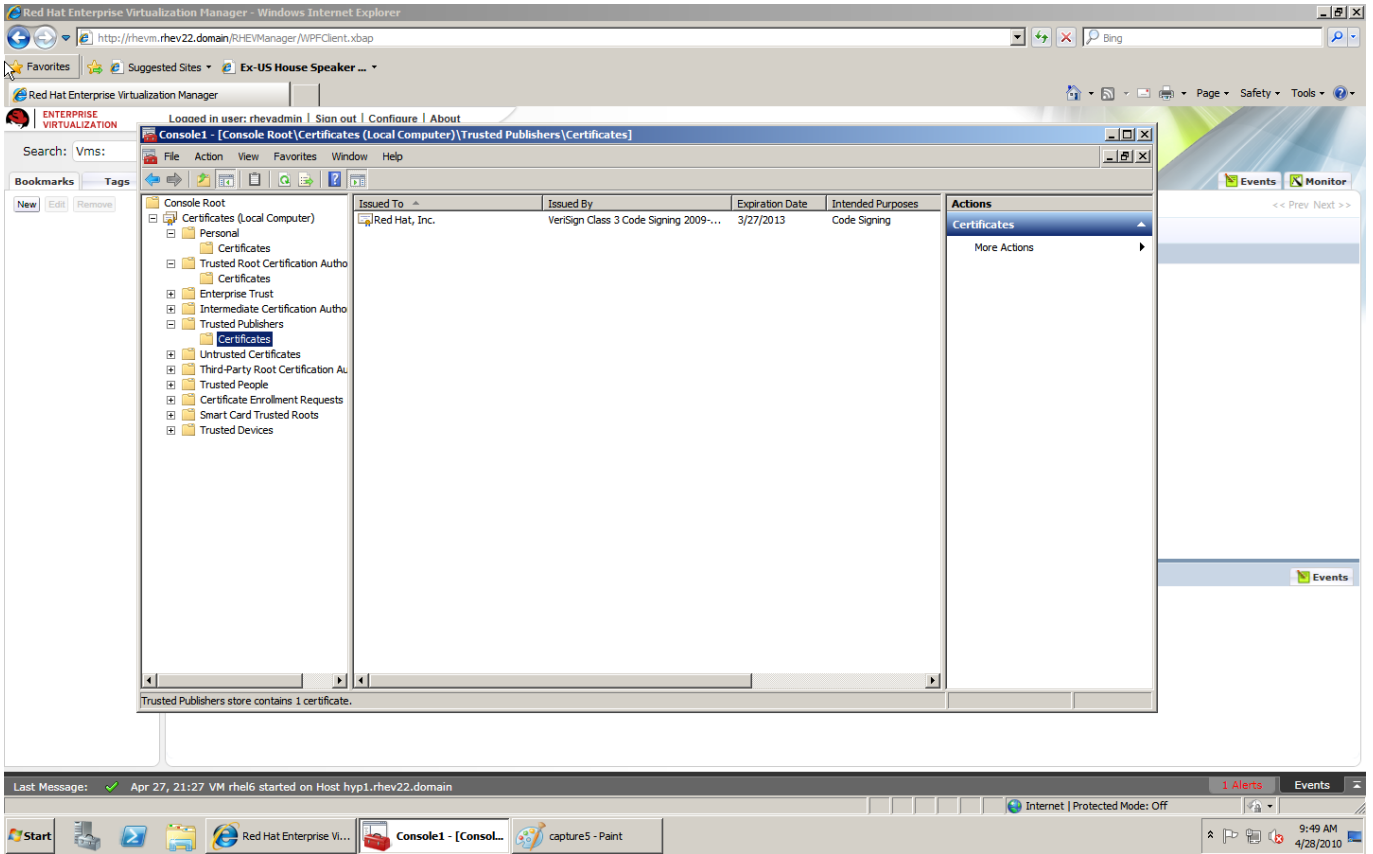 Red Hat Enterprise Virtualization Manager - Windows Internet Explorer
http://rhevm.rhev22.domain/RHEVManager/WPFClient.xbap
Bing
Favorites
Suggested Sites
Ex-US House Speaker ...
Red Hat Enterprise Virtualization Manager
Page
Safety
Tools
ENTERPRISE
VIRTUALIZATION
Logged in user: rhevadmin | Sign out | Configure | About
Console1 - [Console Root\Certificates (Local Computer)\Trusted Publishers\Certificates]
Search: Vms:
File Action View Favorites Window Help
Bookmarks Tags
Events Monitor
New Edit Remove
<< Prev Next >>
Console Root
Certificates (Local Computer)
Personal
Certificates
Trusted Root Certification Autho
Certificates
Enterprise Trust
Intermediate Certification Autho
Trusted Publishers
Certificates
Untrusted Certificates
Third-Party Root Certification Au
Trusted People
Certificate Enrollment Requests
Smart Card Trusted Roots
Trusted Devices
Issued To Issued By Expiration Date Intended Purposes
Red Hat, Inc. VeriSign Class 3 Code Signing 2009-... 3/27/2013 Code Signing
Actions
Certificates
More Actions
Events
Trusted Publishers store contains 1 certificate.
Last Message: Apr 27, 21:27 VM rhel6 started on Host hyp1.rhev22.domain
1 Alerts Events
Internet | Protected Mode: Off
Start
Red Hat Enterprise Vi...
Console1 - [Consol...
capture5 - Paint
9:49 AM
4/28/2010